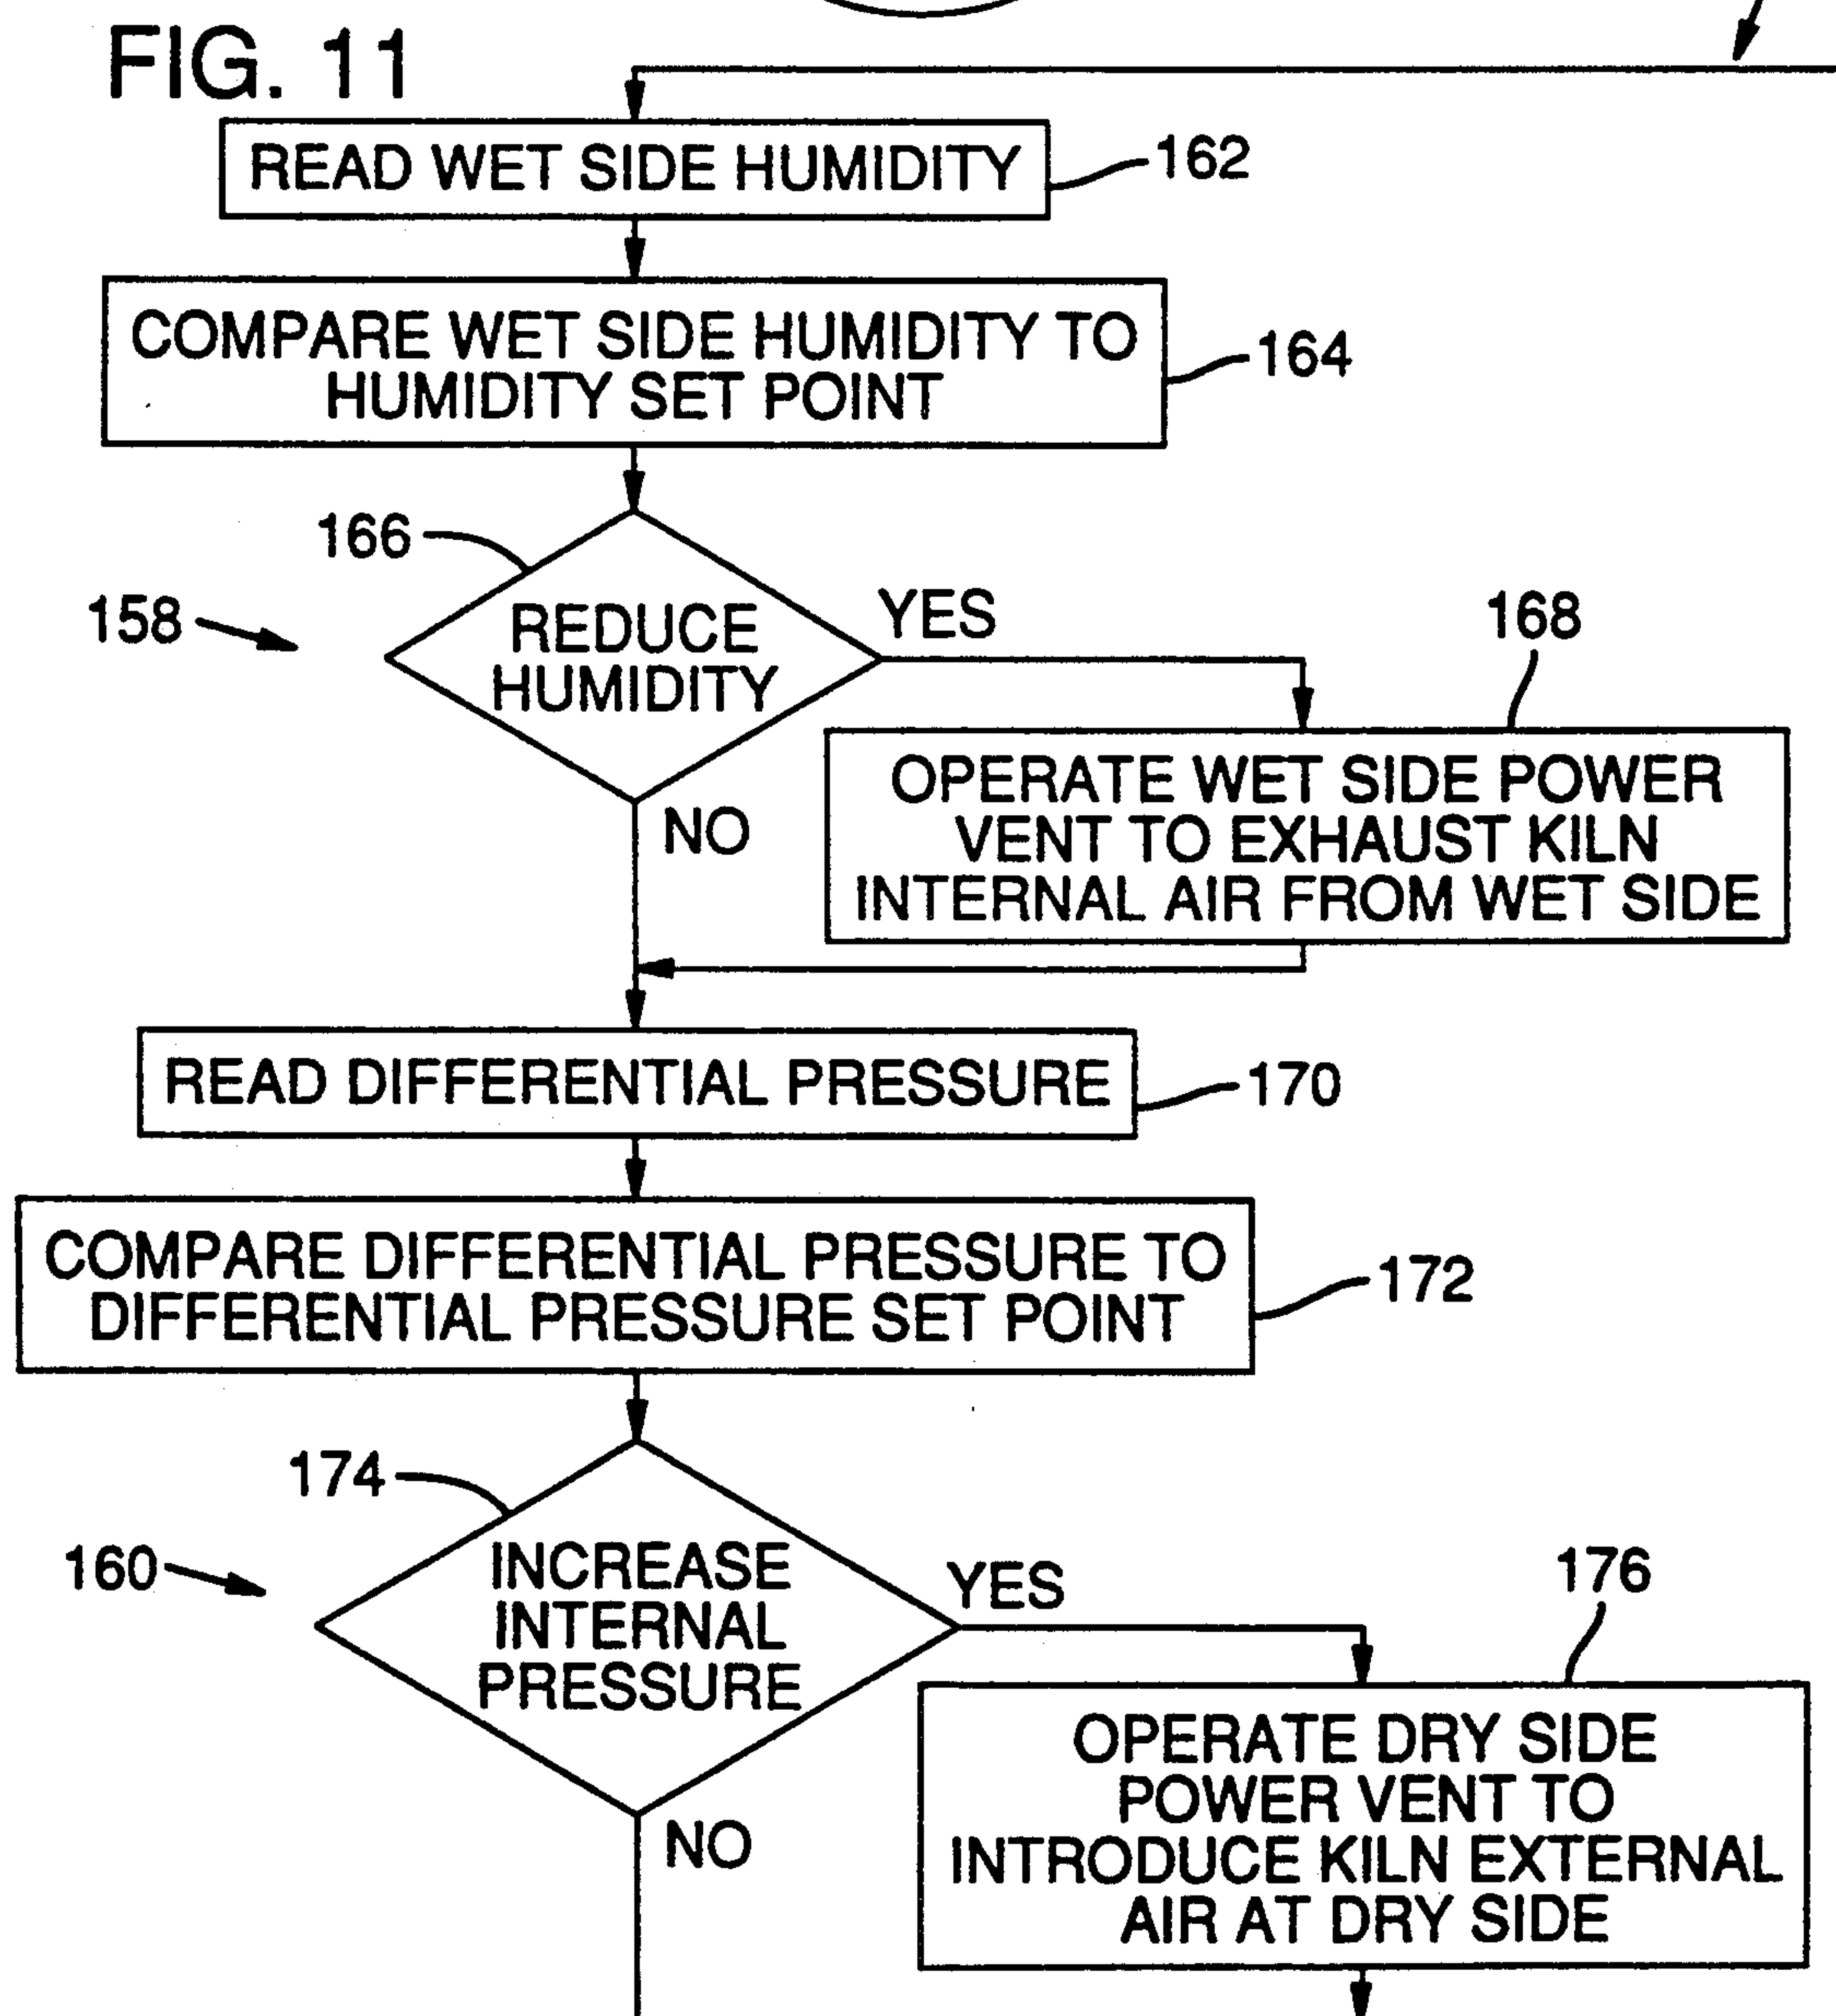 FIG. 11
READ WET SIDE HUMIDITY
162
COMPARE WET SIDE HUMIDITY TO
HUMIDITY SET POINT
164
166
158
REDUCE
HUMIDITY
YES
168
NO
OPERATE WET SIDE POWER
VENT TO EXHAUST KILN
INTERNAL AIR FROM WET SIDE
READ DIFFERENTIAL PRESSURE
170
COMPARE DIFFERENTIAL PRESSURE TO
DIFFERENTIAL PRESSURE SET POINT
172
174
160
INCREASE
INTERNAL
PRESSURE
YES
176
NO
OPERATE DRY SIDE
POWER VENT TO
INTRODUCE KILN EXTERNAL
AIR AT DRY SIDE